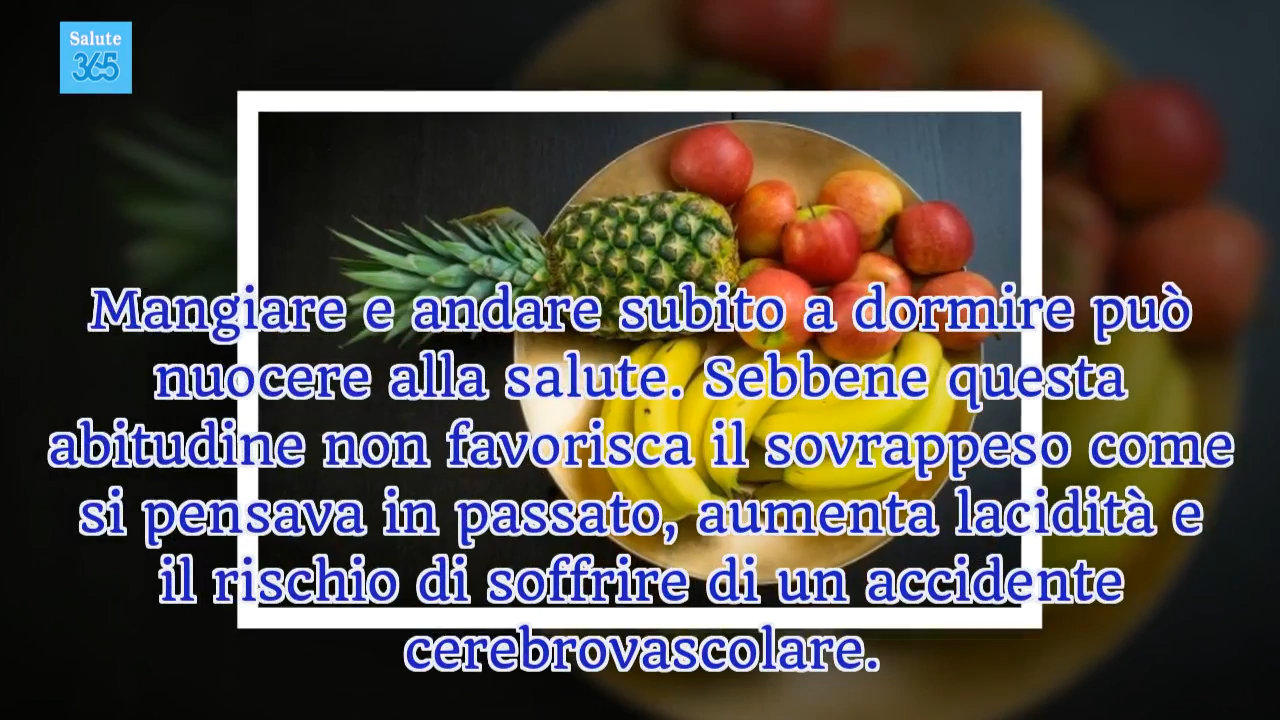 Salute
365
Mangiare e andare subito a dormire può
nuocere alla salute. Sebbene questa
abitudine non favorisca il sovrappeso come
si pensava in passato, aumenta lacidità e
il rischio di soffrire di un accidente
cerebrovascolare.